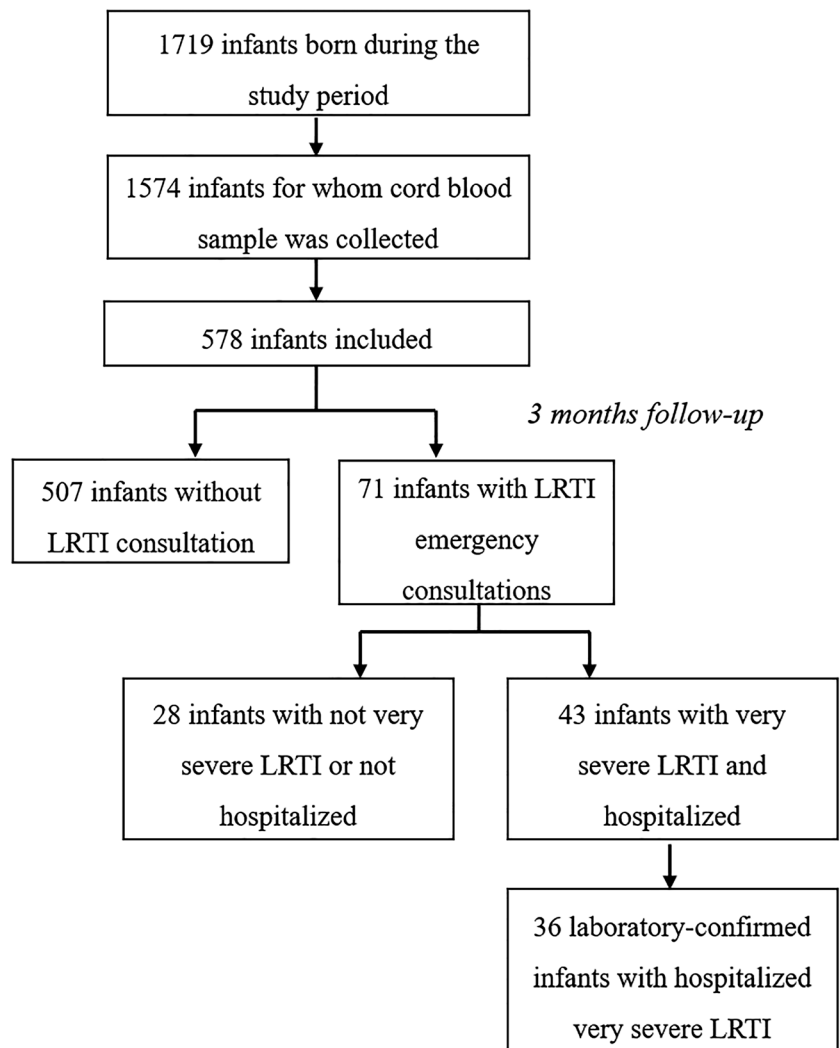 1719 infants born during the
study period
1574 infants for whom cord blood
sample was collected
578 infants included
3 months follow-up
507 infants without
LRTI consultation
71 infants with LRTI
emergency
consultations
28 infants with not very
severe LRTI or not
hospitalized
43 infants with very
severe LRTI and
hospitalized
36 laboratory-confirmed
infants with hospitalized
very severe LRTI